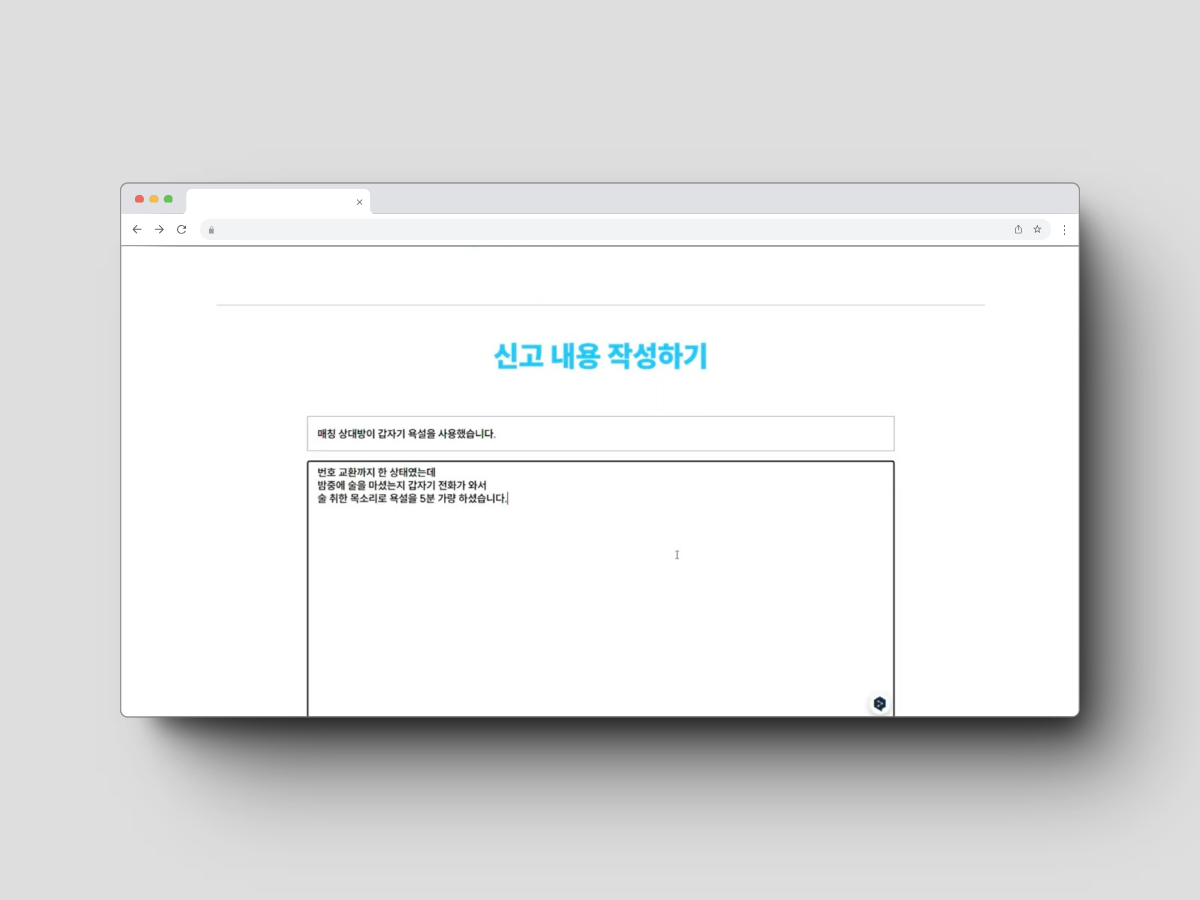 신고 내용 작성하기
매칭 상대방이 갑자기 욕설을 사용했습니다.
번호 교환까지 한 상태였는데
밤중에 술을 마셨는지 갑자기 전화가 와서
술 취한 목소리로 욕설을 5분 가량 하셨습니다.